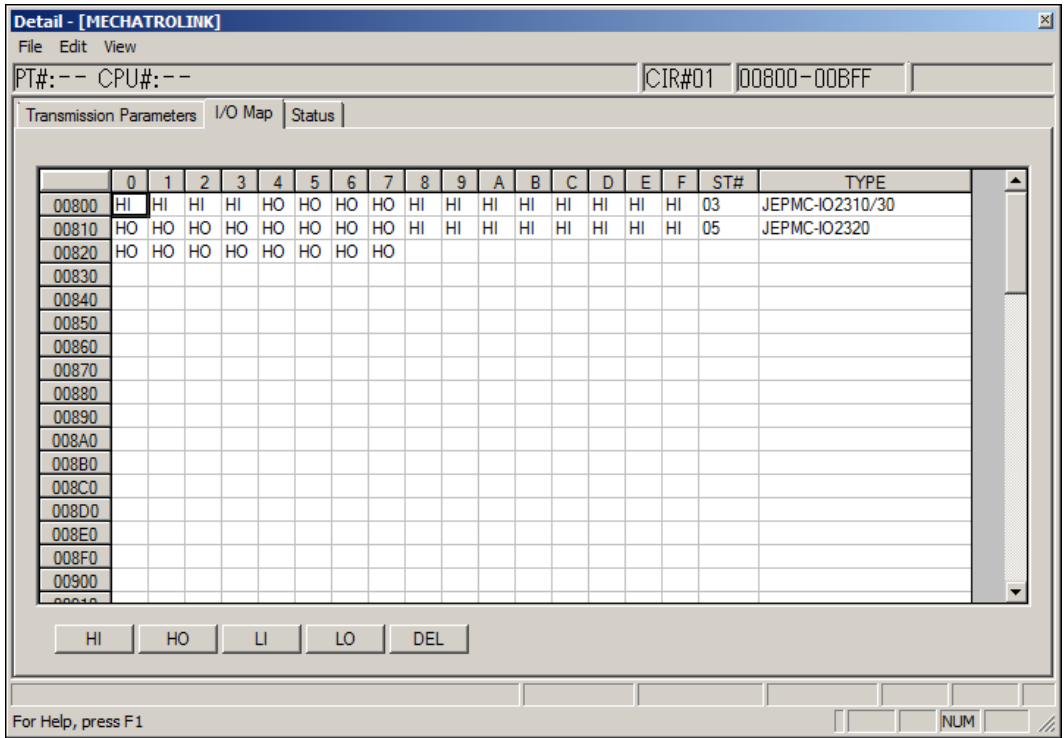 Detail - [MECHATROLINK]
File Edit View
PT#:-- CPU#:-- CIR#01 00800-00BFF
Transmission Parameters I/O Map Status
0 1 2 3 4 5 6 7 8 9 A B C D E F ST# TYPE
00800 HI HI HI HI HO HO HO HO HI HI HI HI HI HI HI HI 03 JEPMC-IO2310/30
00810 HO HO HO HO HO HO HO HO HI HI HI HI HI HI HI HI 05 JEPMC-IO2320
00820 HO HO HO HO HO HO HO HO
00830
00840
00850
00860
00870
00880
00890
008A0
008B0
008C0
008D0
008E0
008F0
00900
HI HO LI LO DEL
For Help, press F1 NUM